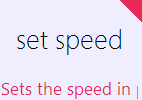 set speed
Sets the speed in